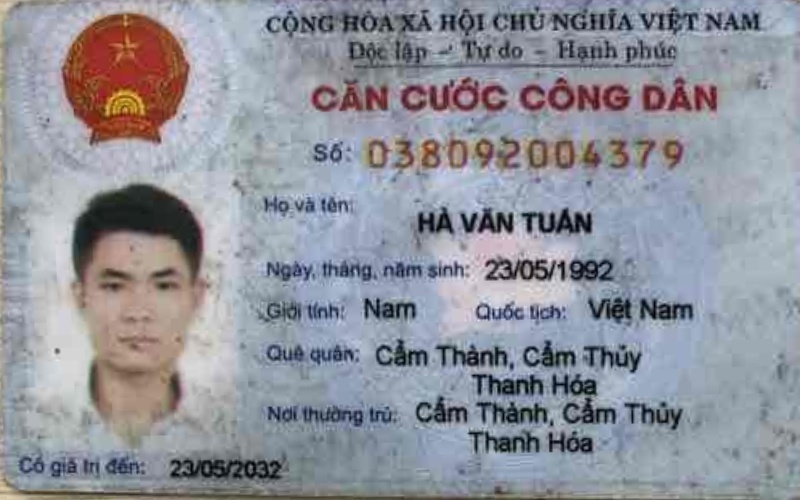 CỘNG HÒA XÃ HỘI CHỦ NGHĨA VIỆT NAM
Độc lập – Tự do – Hạnh phúc
CĂN CƯỚC CÔNG DÂN
Số: 038092004379
Họ và tên:
HÀ VĂN TUẤN
Ngày, tháng, năm sinh: 23/05/1992
Giới tính: Nam Quốc tịch: Việt Nam
Quê quán: Cẩm Thành, Cẩm Thủy
Thanh Hóa
Nơi thường trú: Cẩm Thành, Cẩm Thủy
Thanh Hóa
Có giá trị đến: 23/05/2032